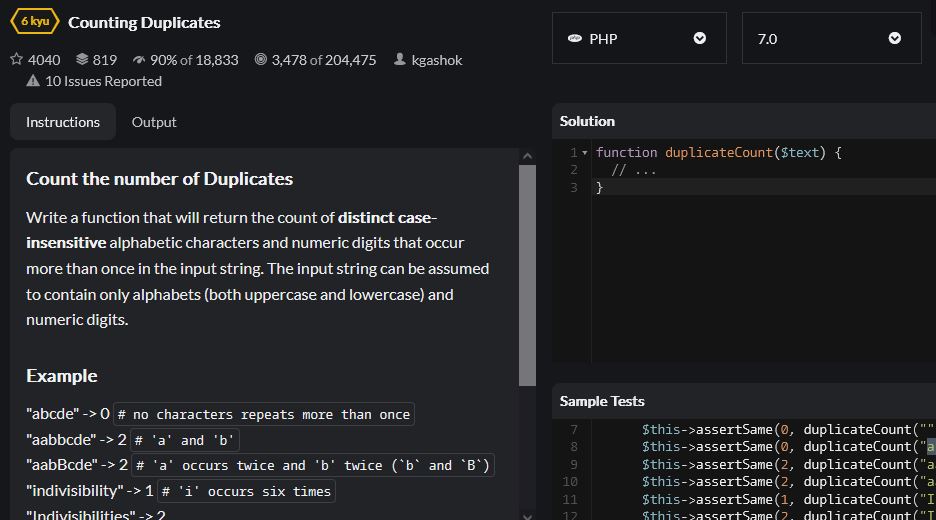 6 kyu Counting Duplicates
4040 819 90% of 18,833 3,478 of 204,475 kgashok
10 Issues Reported
Instructions Output
Count the number of Duplicates
Write a function that will return the count of distinct case-
insensitive alphabetic characters and numeric digits that occur
more than once in the input string. The input string can be assumed
to contain only alphabets (both uppercase and lowercase) and
numeric digits.
Example
"abcde" -> 0 # no characters repeats more than once
"aabbcde" -> 2 # 'a' and 'b'
"aabBcde" -> 2 # 'a' occurs twice and 'b' twice (`b` and `B`)
"indivisibility" -> 1 # 'i' occurs six times
"Indivisibilities" -> 2
php PHP 7.0
Solution
1 function duplicateCount($text) {
2 // ...
3 }
Sample Tests
7 $this->assertSame(0, duplicateCount(""
8 $this->assertSame(0, duplicateCount("a
9 $this->assertSame(2, duplicateCount("a
10 $this->assertSame(2, duplicateCount("a
11 $this->assertSame(1, duplicateCount("I
12 $this->assertSame(2, duplicateCount("I